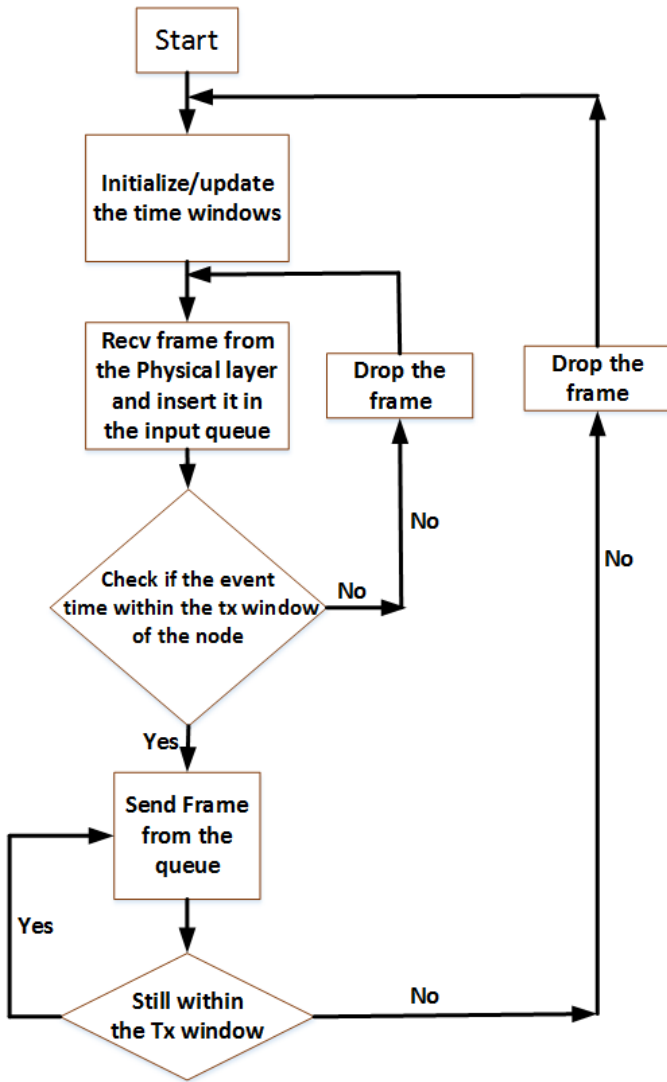 Start
Initialize/update
the time windows
Recv frame from
the Physical layer
and insert it in
the input queue
Drop the
frame
Drop the
frame
No
No
Check if the event
time within the tx window
of the node
No
Yes
Send Frame
from the
queue
Yes
Still within
the Tx window
No